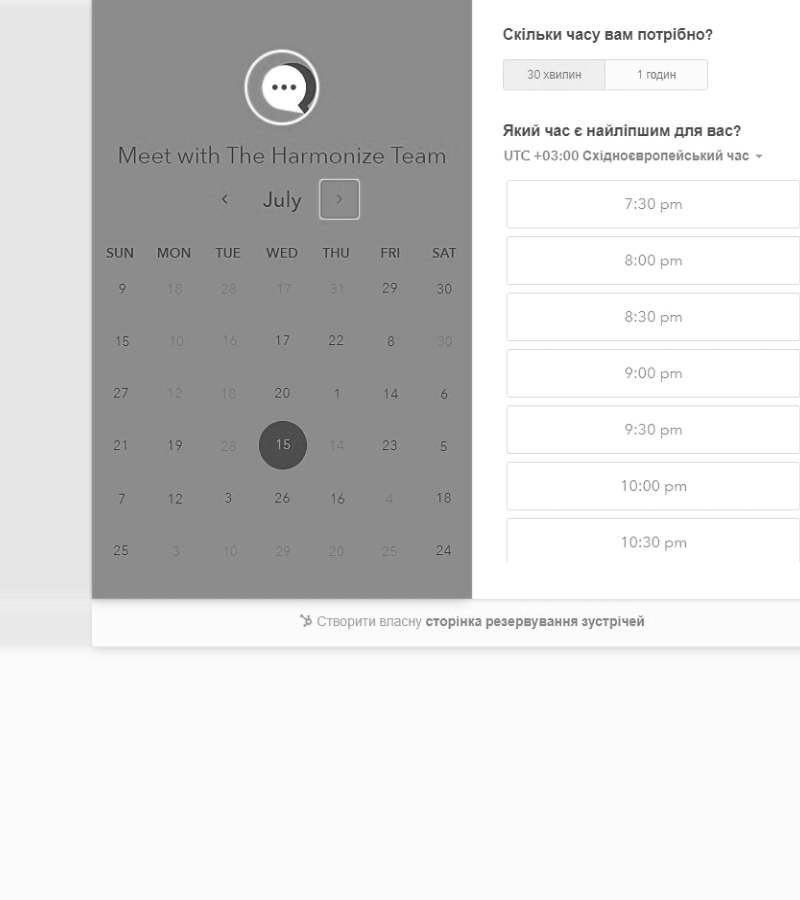 Meet with The Harmonize Team
July
SUN MON TUE WED THU FRI SAT
9 18 28 17 31 29 30
15 10 16 17 22 8 30
27 12 18 20 1 14 6
21 19 28 15 14 23 5
7 12 3 26 16 4 18
25 3 10 29 20 25 24
Скільки часу вам потрібно?
30 хвилин 1 годин
Який час є найліпшим для вас?
UTC +03:00 Східноєвропейський час
7:30 pm
8:00 pm
8:30 pm
9:00 pm
9:30 pm
10:00 pm
10:30 pm
Створити власну сторінка резервування зустрічей